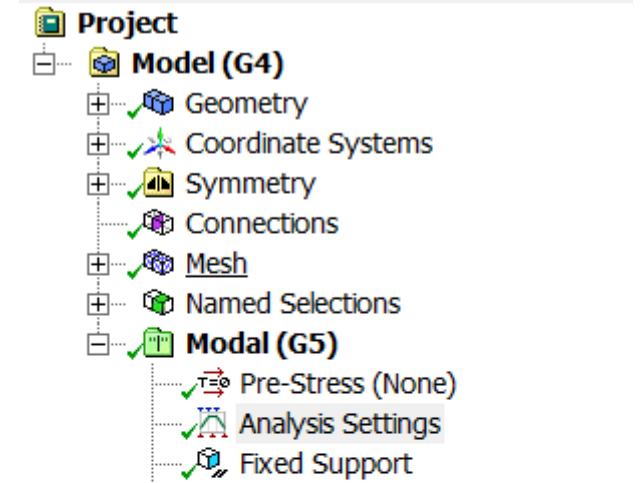 Project
Model (G4)
Geometry
Coordinate Systems
Symmetry
Connections
Mesh
Named Selections
Modal (G5)
Pre-Stress (None)
Analysis Settings
Fixed Support